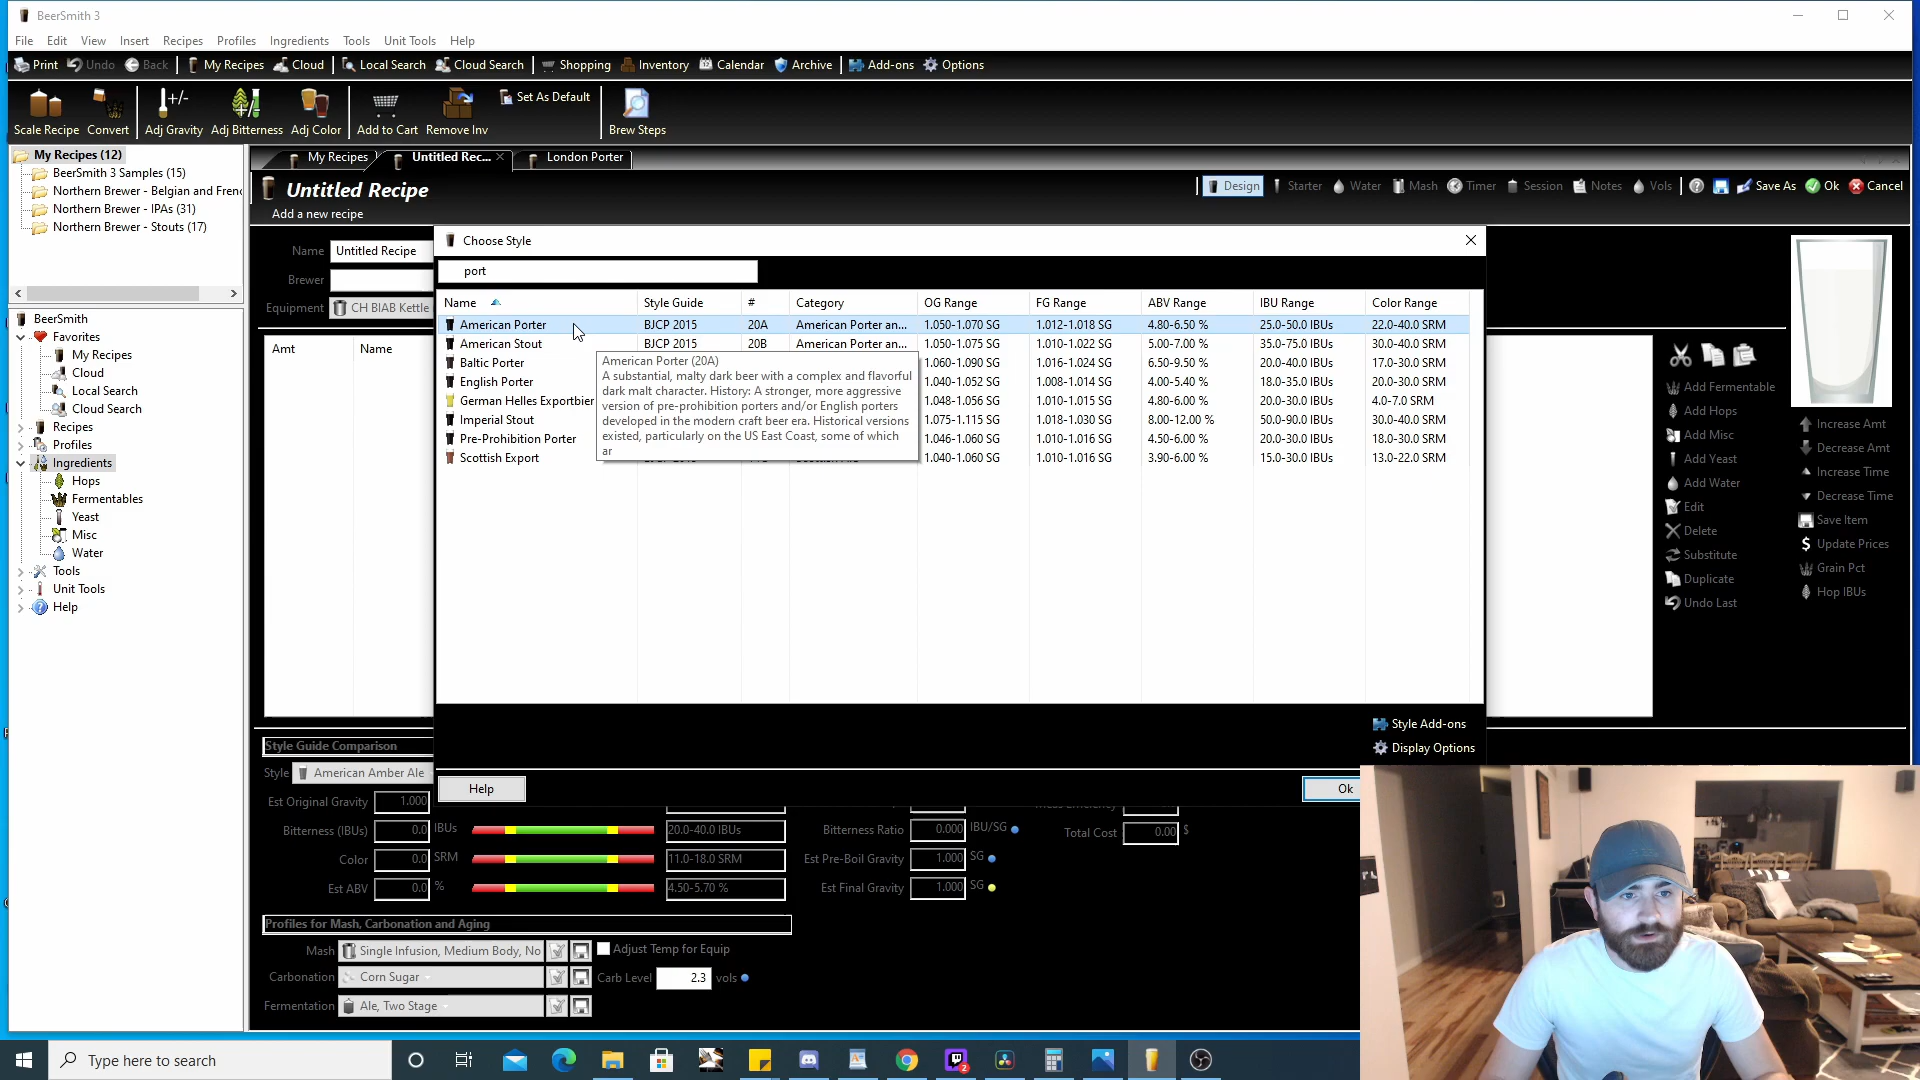 BeerSmith 3
File Edit View Insert Recipes Profiles Ingredients Tools Unit Tools Help
Print Undo Back My Recipes Cloud Local Search Cloud Search Shopping Inventory Calendar Archive Add-ons Options
Scale Recipe Convert +/- Adj Gravity Adj Bitterness Adj Color Add to Cart Remove Inv Set As Default Brew Steps
My Recipes (12)
BeerSmith 3 Samples (15)
Northern Brewer - Belgian and Frenc
Northern Brewer - IPAs (31)
Northern Brewer - Stouts (17)
BeerSmith
Favorites
My Recipes
Cloud
Local Search
Cloud Search
Recipes
Profiles
Ingredients
Hops
Fermentables
Yeast
Misc
Water
Tools
Unit Tools
Help
My Recipes Untitled Rec... London Porter
Untitled Recipe
Add a new recipe
Design Starter Water Mash Timer Session Notes Vols Save As Ok Cancel
Name Untitled Recipe
Brewer
Equipment CH BIAB Kettle
Amt Name
Choose Style
port
Name Style Guide # Category OG Range FG Range ABV Range IBU Range Color Range
American Porter BJCP 2015 20A American Porter an... 1.050-1.070 SG 1.012-1.018 SG 4.80-6.50 % 25.0-50.0 IBUs 22.0-40.0 SRM
American Stout BJCP 2015 20B American Porter an... 1.050-1.075 SG 1.010-1.022 SG 5.00-7.00 % 35.0-75.0 IBUs 30.0-40.0 SRM
Baltic Porter 1.060-1.090 SG 1.016-1.024 SG 6.50-9.50 % 20.0-40.0 IBUs 17.0-30.0 SRM
English Porter 1.040-1.052 SG 1.008-1.014 SG 4.00-5.40 % 18.0-35.0 IBUs 20.0-30.0 SRM
German Helles Exportbier 1.048-1.056 SG 1.010-1.015 SG 4.80-6.00 % 20.0-30.0 IBUs 4.0-7.0 SRM
Imperial Stout 1.075-1.115 SG 1.018-1.030 SG 8.00-12.00 % 50.0-90.0 IBUs 30.0-40.0 SRM
Pre-Prohibition Porter 1.046-1.060 SG 1.010-1.016 SG 4.50-6.00 % 20.0-30.0 IBUs 18.0-30.0 SRM
Scottish Export 1.040-1.060 SG 1.010-1.016 SG 3.90-6.00 % 15.0-30.0 IBUs 13.0-22.0 SRM
American Porter (20A)
A substantial, malty dark beer with a complex and flavorful
dark malt character. History: A stronger, more aggressive
version of pre-prohibition porters and/or English porters
developed in the modern craft beer era. Historical versions
existed, particularly on the US East Coast, some of which
ar
Style Add-ons
Display Options
Help Ok
Add Fermentable
Add Hops
Add Misc
Add Yeast
Add Water
Edit
Delete
Substitute
Duplicate
Undo Last
Increase Amt
Decrease Amt
Increase Time
Decrease Time
Save Item
$ Update Prices
Grain Pct
Hop IBUs
Style Guide Comparison
Style American Amber Ale
Est Original Gravity 1.000
Bitterness (IBUs) 0.0 IBUs 20.0-40.0 IBUs Bitterness Ratio 0.000 IBU/SG Total Cost 0.00 $
Color 0.0 SRM 11.0-18.0 SRM Est Pre-Boil Gravity 1.000 SG
Est ABV 0.0 % 4.50-5.70 % Est Final Gravity 1.000 SG
Profiles for Mash, Carbonation and Aging
Mash Single Infusion, Medium Body, No Adjust Temp for Equip
Carbonation Corn Sugar Carb Level 2.3 vols
Fermentation Ale, Two Stage
Type here to search
2